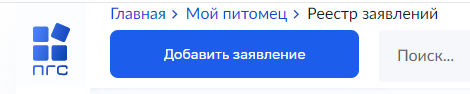 Главная > Мой питомец > Реестр заявлений
Добавить заявление
Поиск...
пгс